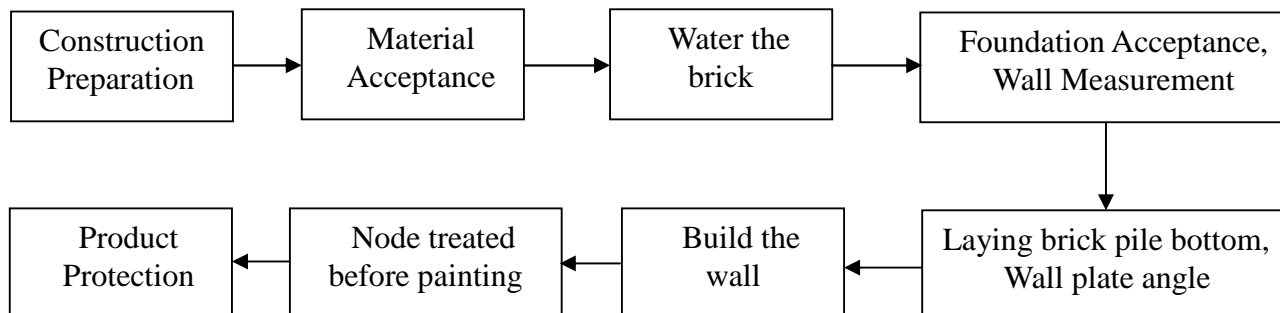 Construction
Preparation
Material
Acceptance
Water the
brick
Foundation Acceptance,
Wall Measurement
Laying brick pile bottom,
Wall plate angle
Build the
wall
Node treated
before painting
Product
Protection